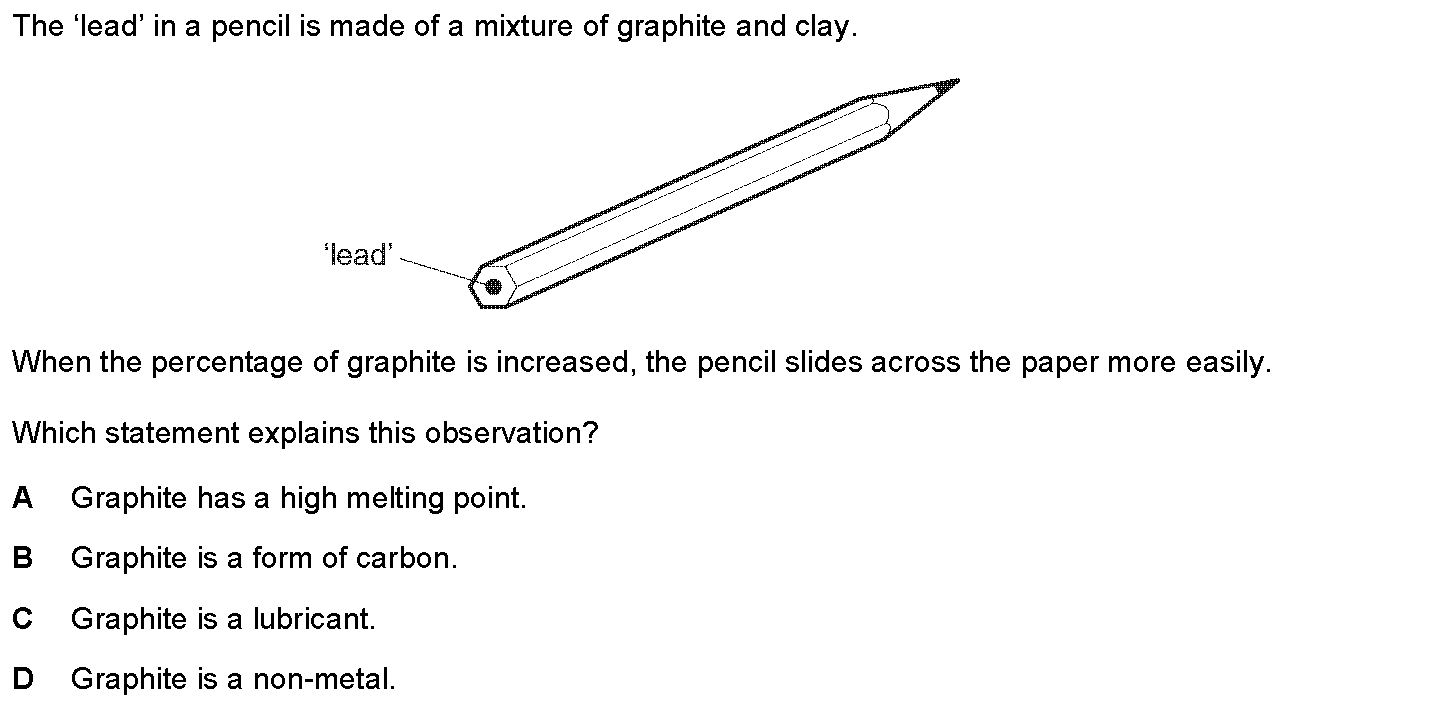 The ‘lead’ in a pencil is made of a mixture of graphite and clay.
‘lead’
When the percentage of graphite is increased, the pencil slides across the paper more easily.
Which statement explains this observation?
A Graphite has a high melting point.
B Graphite is a form of carbon.
C Graphite is a lubricant.
D Graphite is a non-metal.